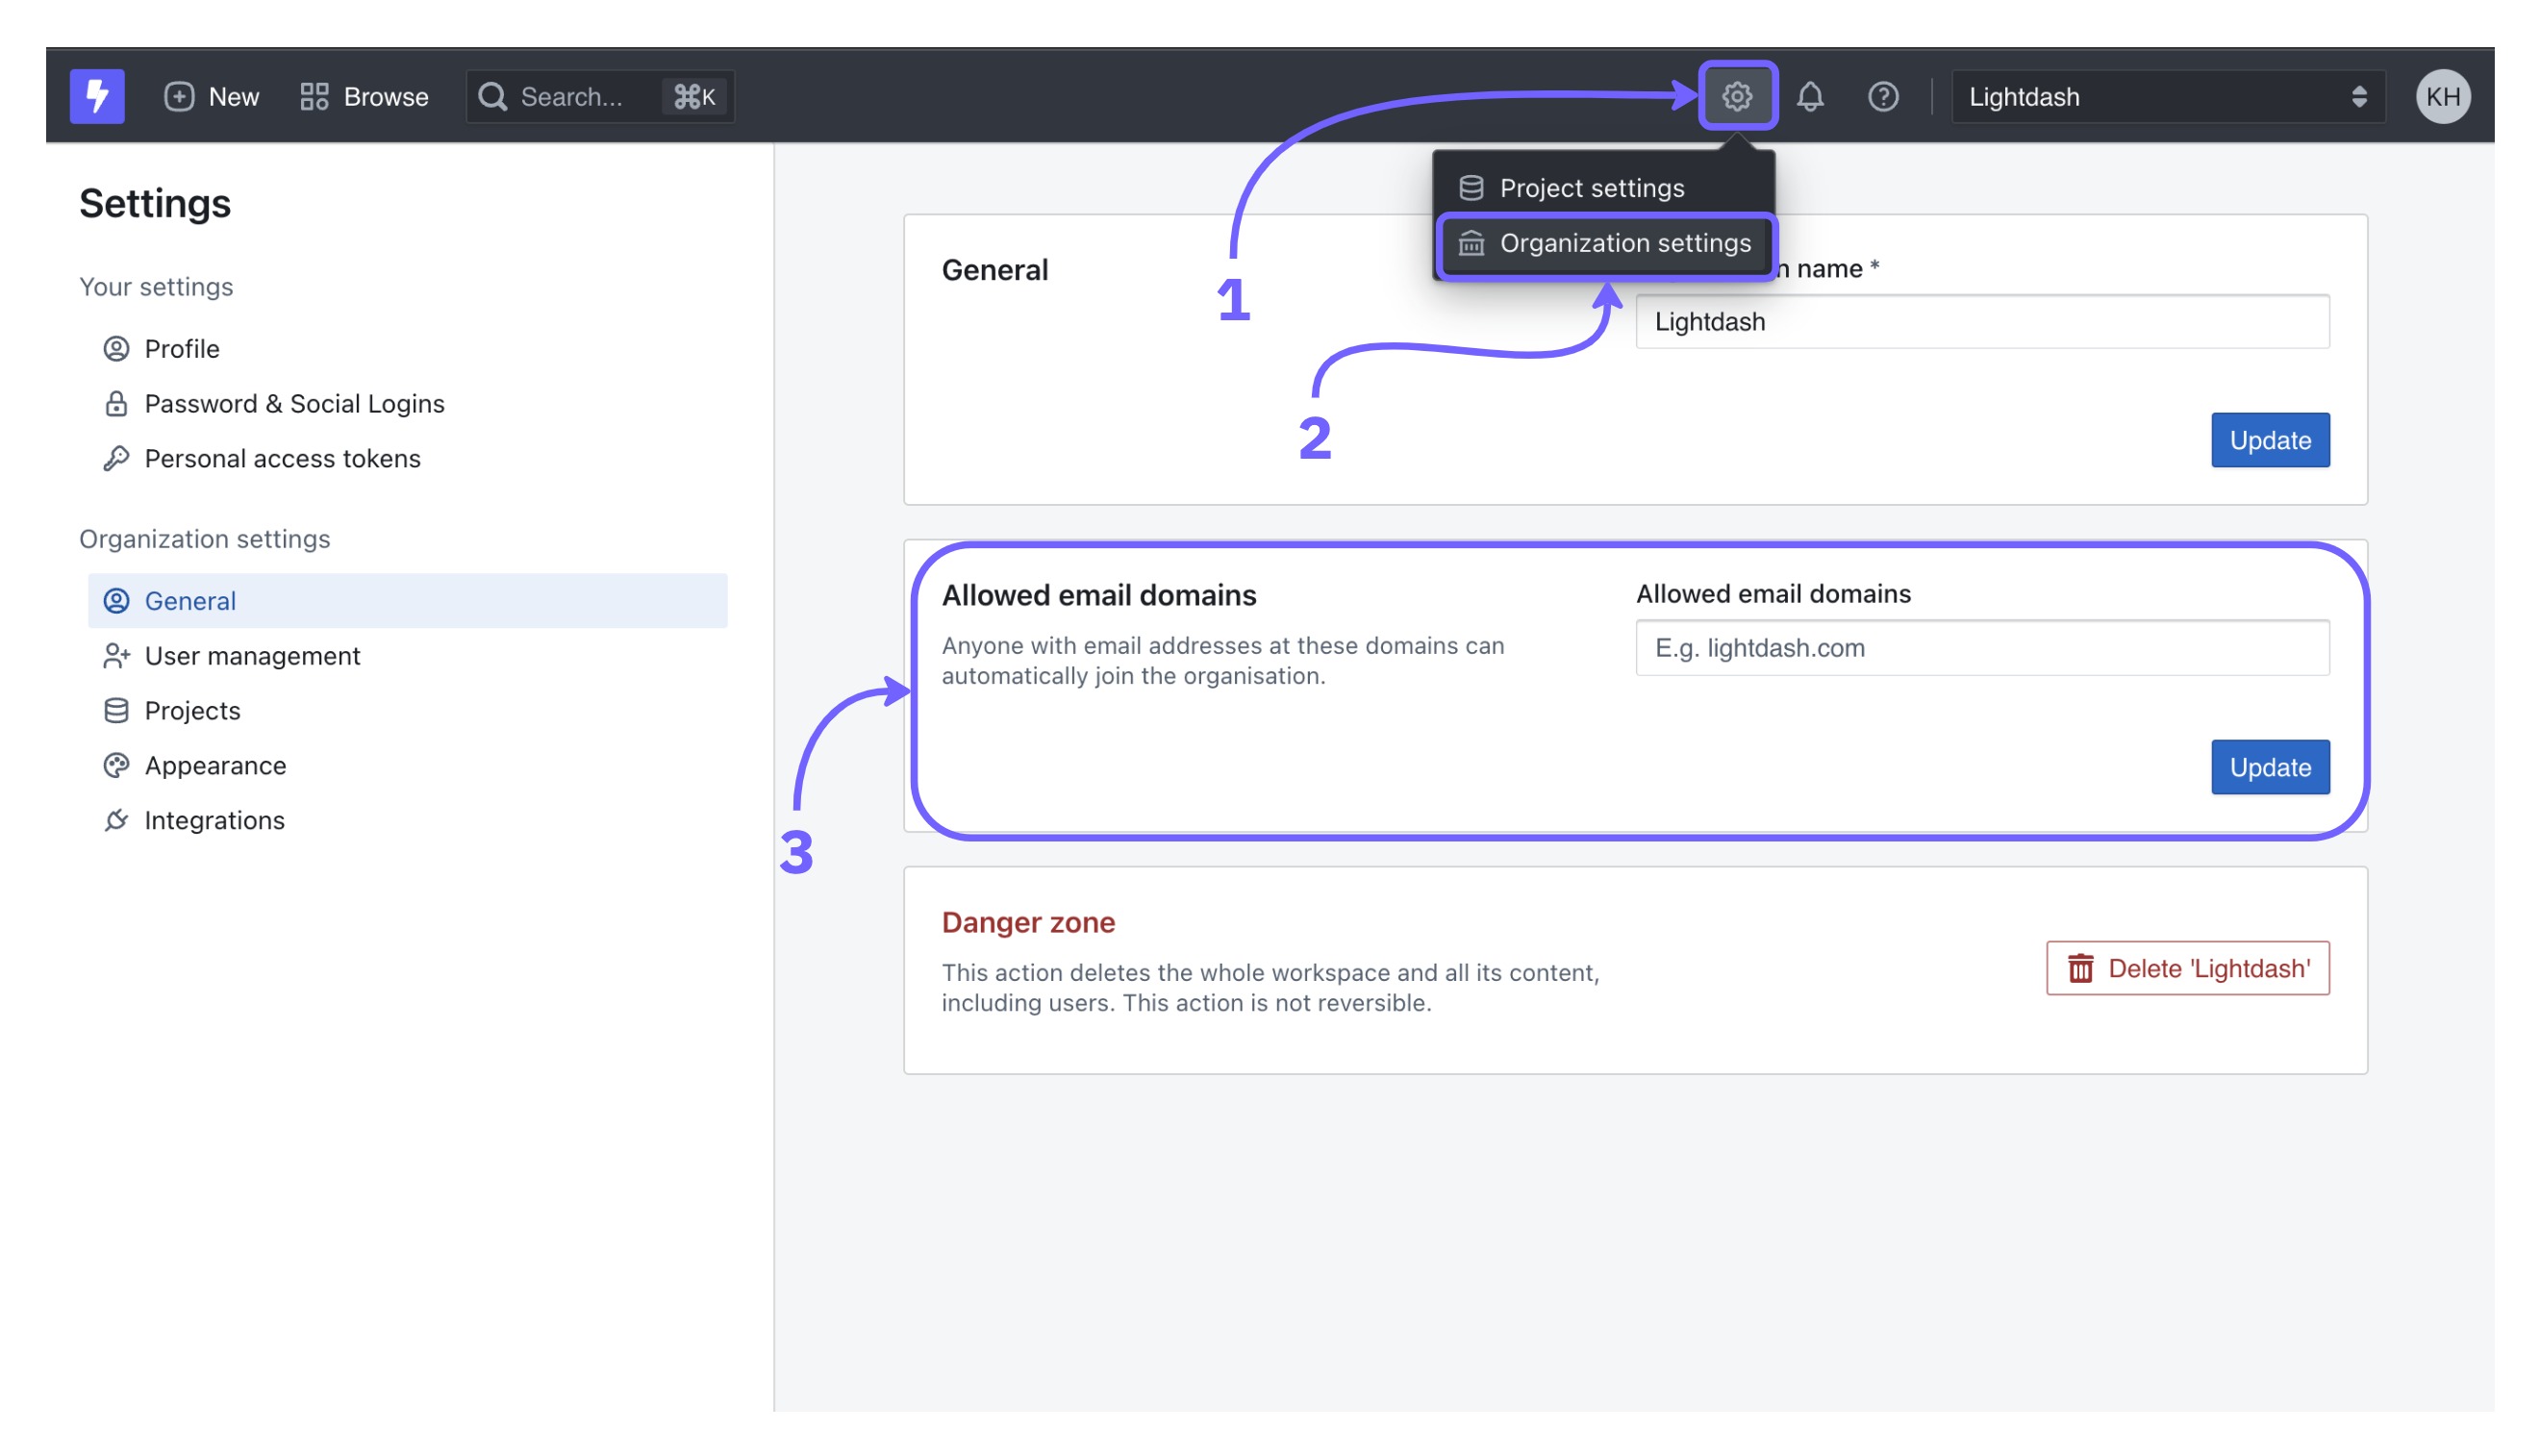 New
Browse
Search...
⌘K
Lightdash
KH
Project settings
Organization settings
1
2
3
Settings
Your settings
Profile
Password & Social Logins
Personal access tokens
Organization settings
General
User management
Projects
Appearance
Integrations
General
name *
Lightdash
Update
Allowed email domains
Anyone with email addresses at these domains can
automatically join the organisation.
Allowed email domains
E.g. lightdash.com
Update
Danger zone
This action deletes the whole workspace and all its content,
including users. This action is not reversible.
Delete 'Lightdash'